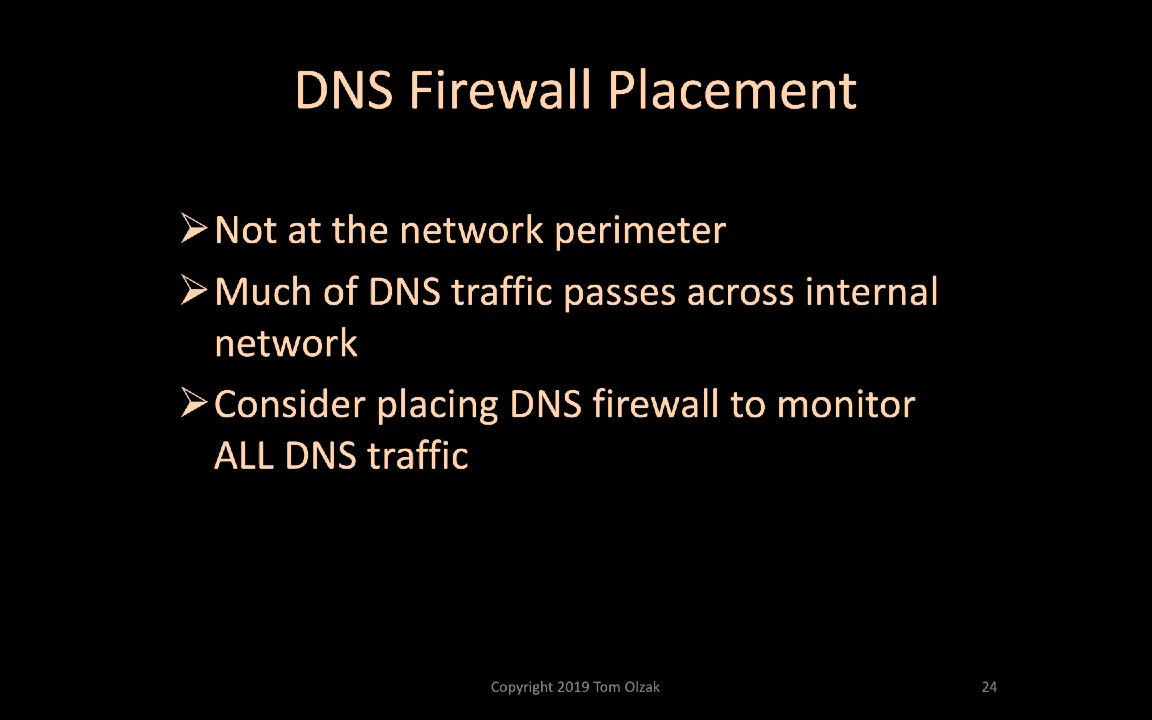 DNS Firewall Placement
➢Not at the network perimeter
➢Much of DNS traffic passes across internal
network
➢Consider placing DNS firewall to monitor
ALL DNS traffic
Copyright 2019 Tom Olzak
24